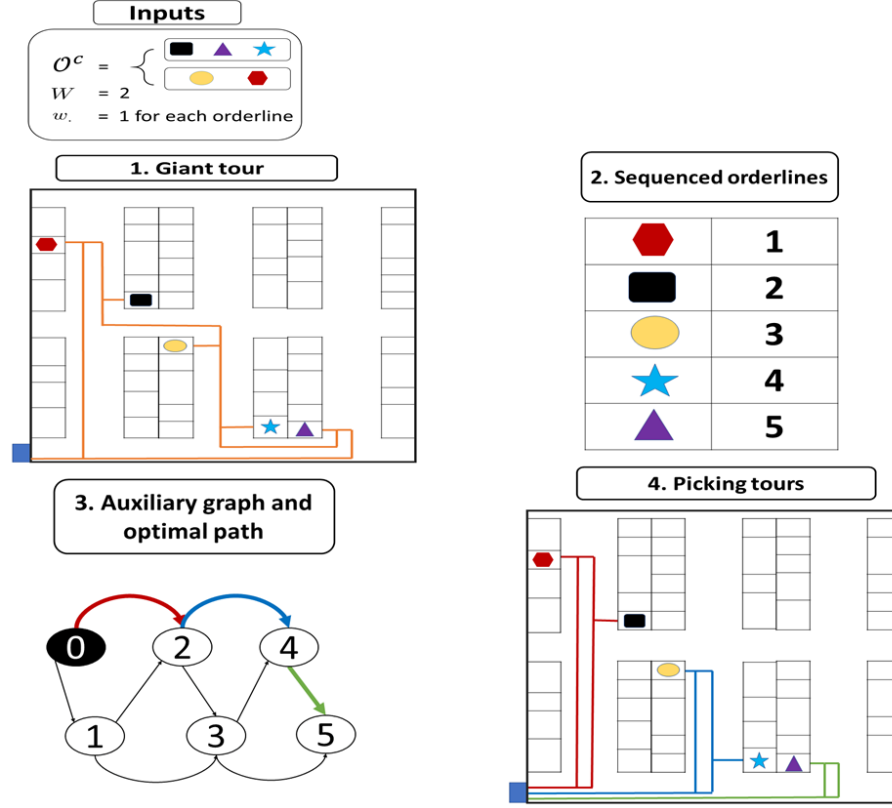 Inputs
𝒪ᶜ =
W = 2
w. = 1 for each orderline
1. Giant tour
2. Sequenced orderlines
1
2
3
4
5
3. Auxiliary graph and
optimal path
0
2
4
1
3
5
4. Picking tours